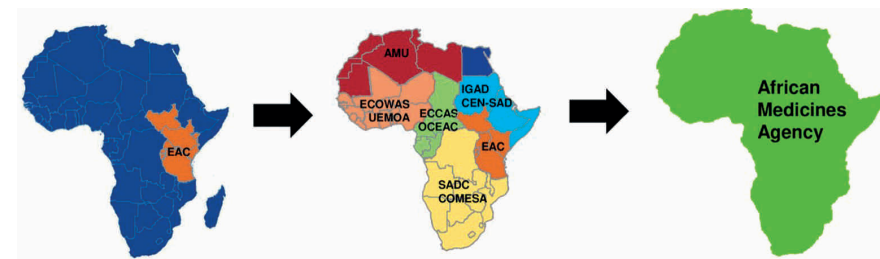 EAC
AMU
ECOWAS
UEMOA
ECCAS
OCEAC
IGAD
CEN-SAD
EAC
SADC
COMESA
African
Medicines
Agency